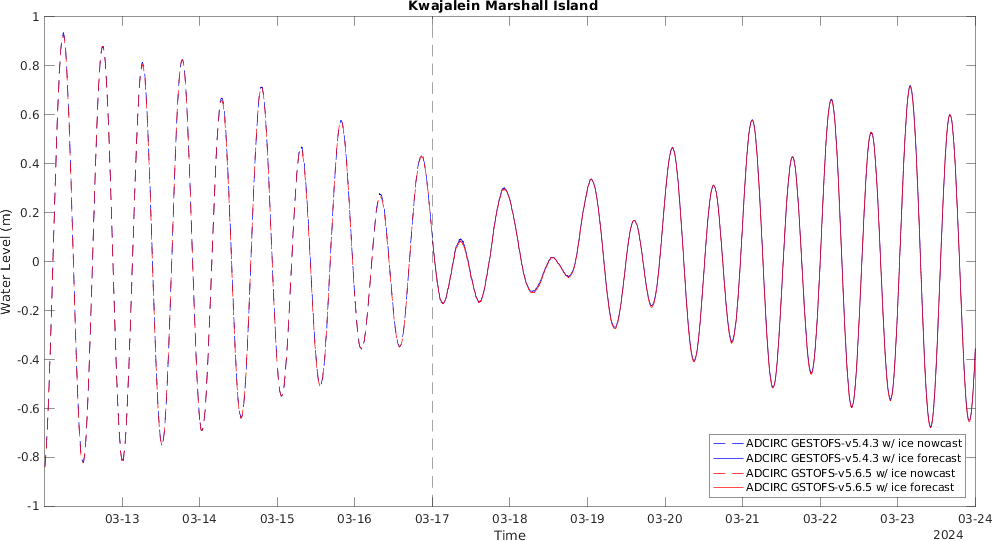 Kwajalein Marshall Island
1
0.8
0.6
0.4
0.2
0
-0.2
-0.4
-0.6
-0.8
-1
Water Level (m)
03-13 03-14 03-15 03-16 03-17 03-18 03-19 03-20 03-21 03-22 03-23 03-24
Time
2024
ADCIRC GESTOFS-v5.4.3 w/ ice nowcast
ADCIRC GESTOFS-v5.4.3 w/ ice forecast
ADCIRC GSTOFS-v5.6.5 w/ ice nowcast
ADCIRC GSTOFS-v5.6.5 w/ ice forecast